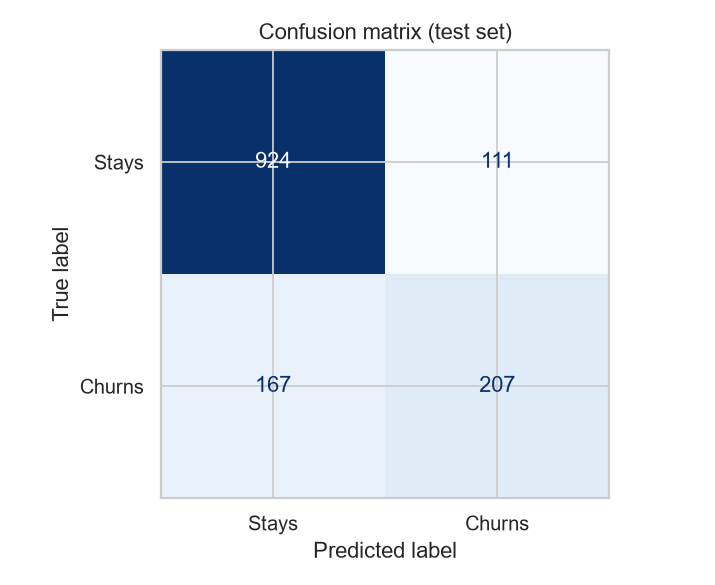 Confusion matrix (test set)
True label
Stays
924
111
Churns
167
207
Stays
Churns
Predicted label